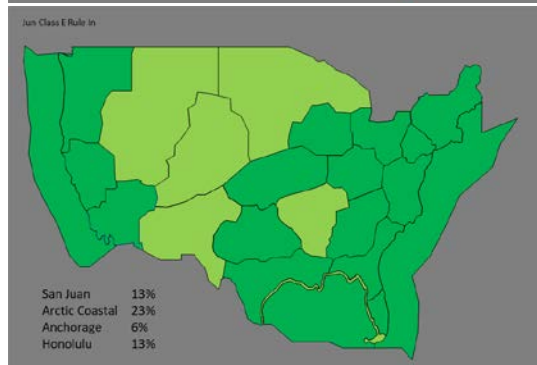 Jun Class E Rule In
San Juan 13%
Arctic Coastal 23%
Anchorage 6%
Honolulu 13%